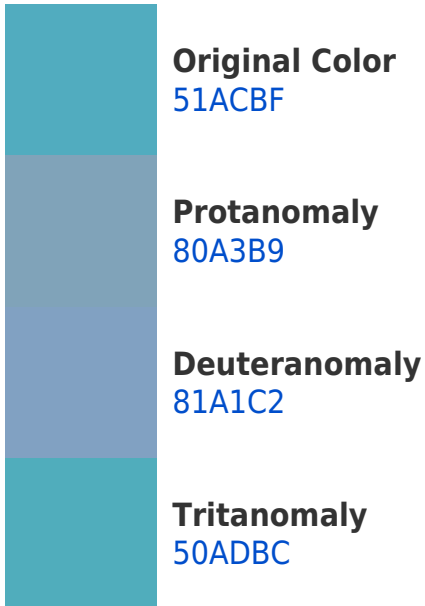 Original Color
51ACBF
Protanomaly
80A3B9
Deuteranomaly
81A1C2
Tritanomaly
50ADBC